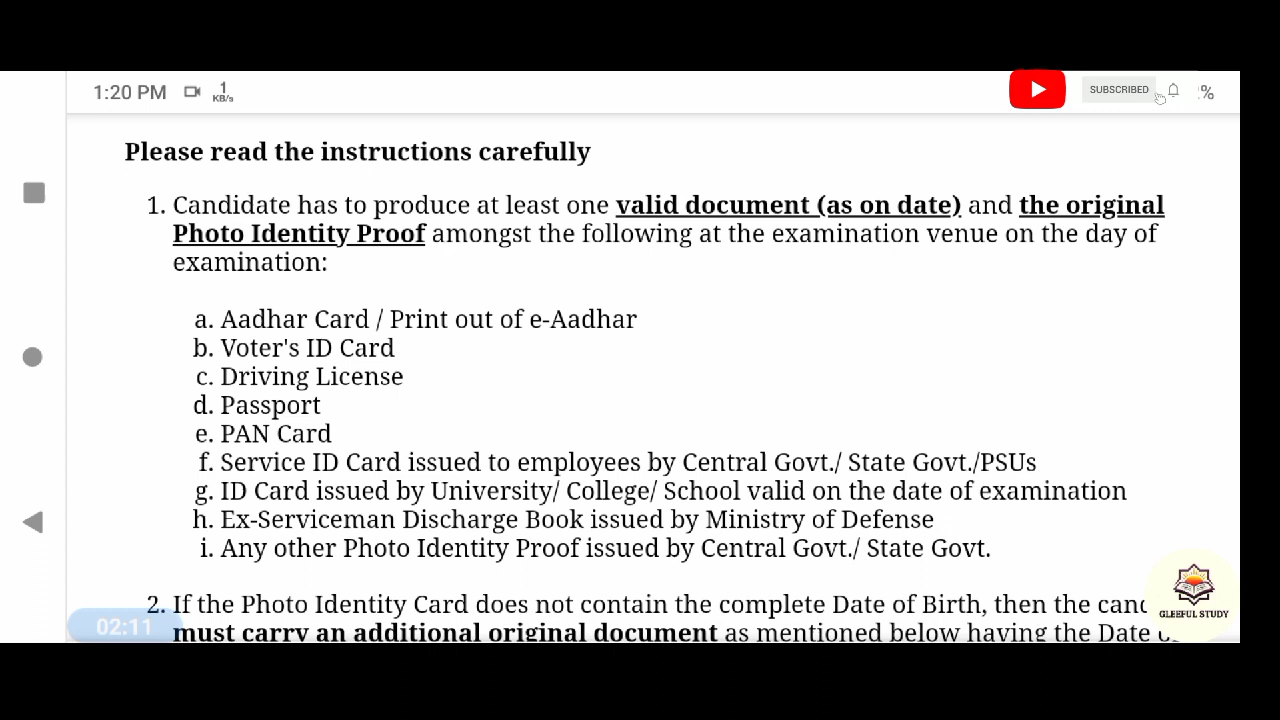 1:20 PM 1 KB/s SUBSCRIBED %
Please read the instructions carefully
1. Candidate has to produce at least one valid document (as on date) and the original
Photo Identity Proof amongst the following at the examination venue on the day of
examination:
a. Aadhar Card / Print out of e-Aadhar
b. Voter's ID Card
c. Driving License
d. Passport
e. PAN Card
f. Service ID Card issued to employees by Central Govt./ State Govt./PSUs
g. ID Card issued by University/ College/ School valid on the date of examination
h. Ex-Serviceman Discharge Book issued by Ministry of Defense
i. Any other Photo Identity Proof issued by Central Govt./ State Govt.
2. If the Photo Identity Card does not contain the complete Date of Birth, then the
must carry an additional original document as mentioned below having the Date
02:11
GLEEFUL STUDY